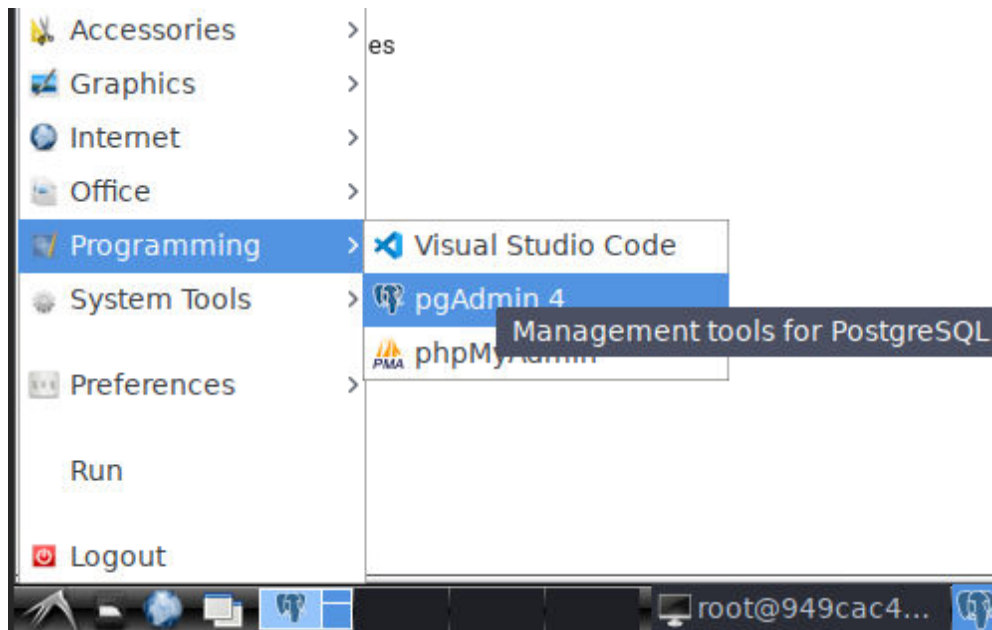 Accessories
es
Graphics
Internet
Office
Programming
Visual Studio Code
System Tools
pgAdmin 4
Management tools for PostgreSQL
PMA phpMyAdmin
Preferences
Run
Logout
root@949cac4...